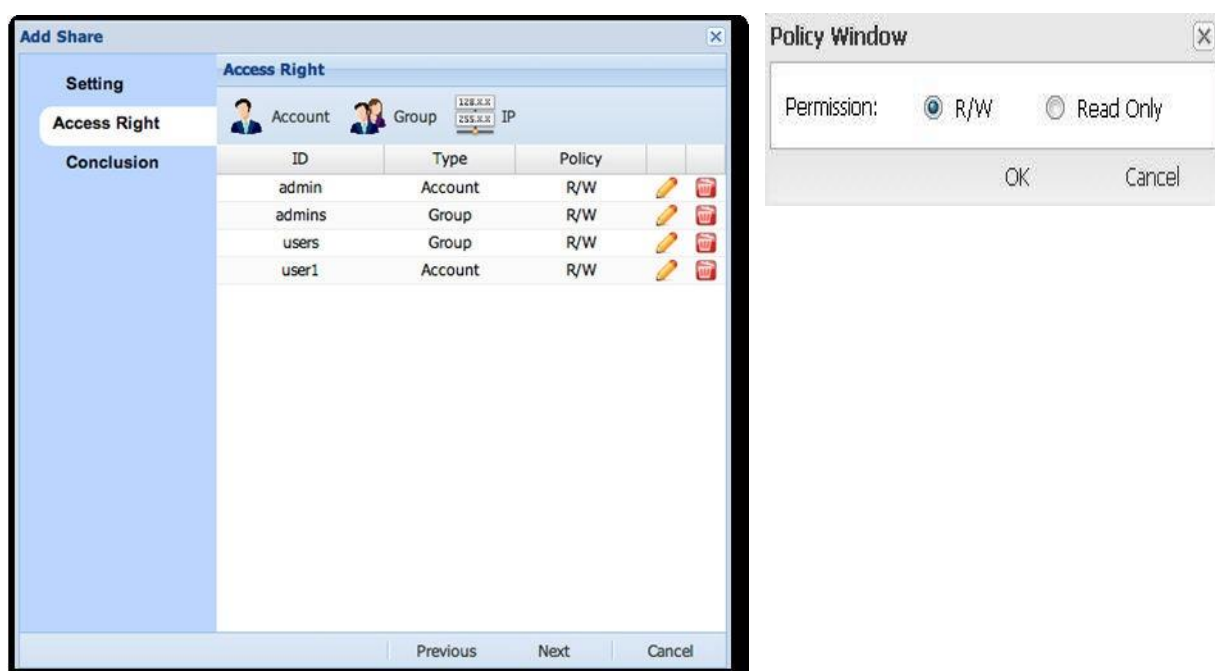 Add Share
Setting
Access Right
Conclusion
Access Right
Account Group 128.X.X 255.X.X IP
ID Type Policy
admin Account R/W
admins Group R/W
users Group R/W
user1 Account R/W
Previous Next Cancel
Policy Window
Permission: R/W Read Only
OK Cancel